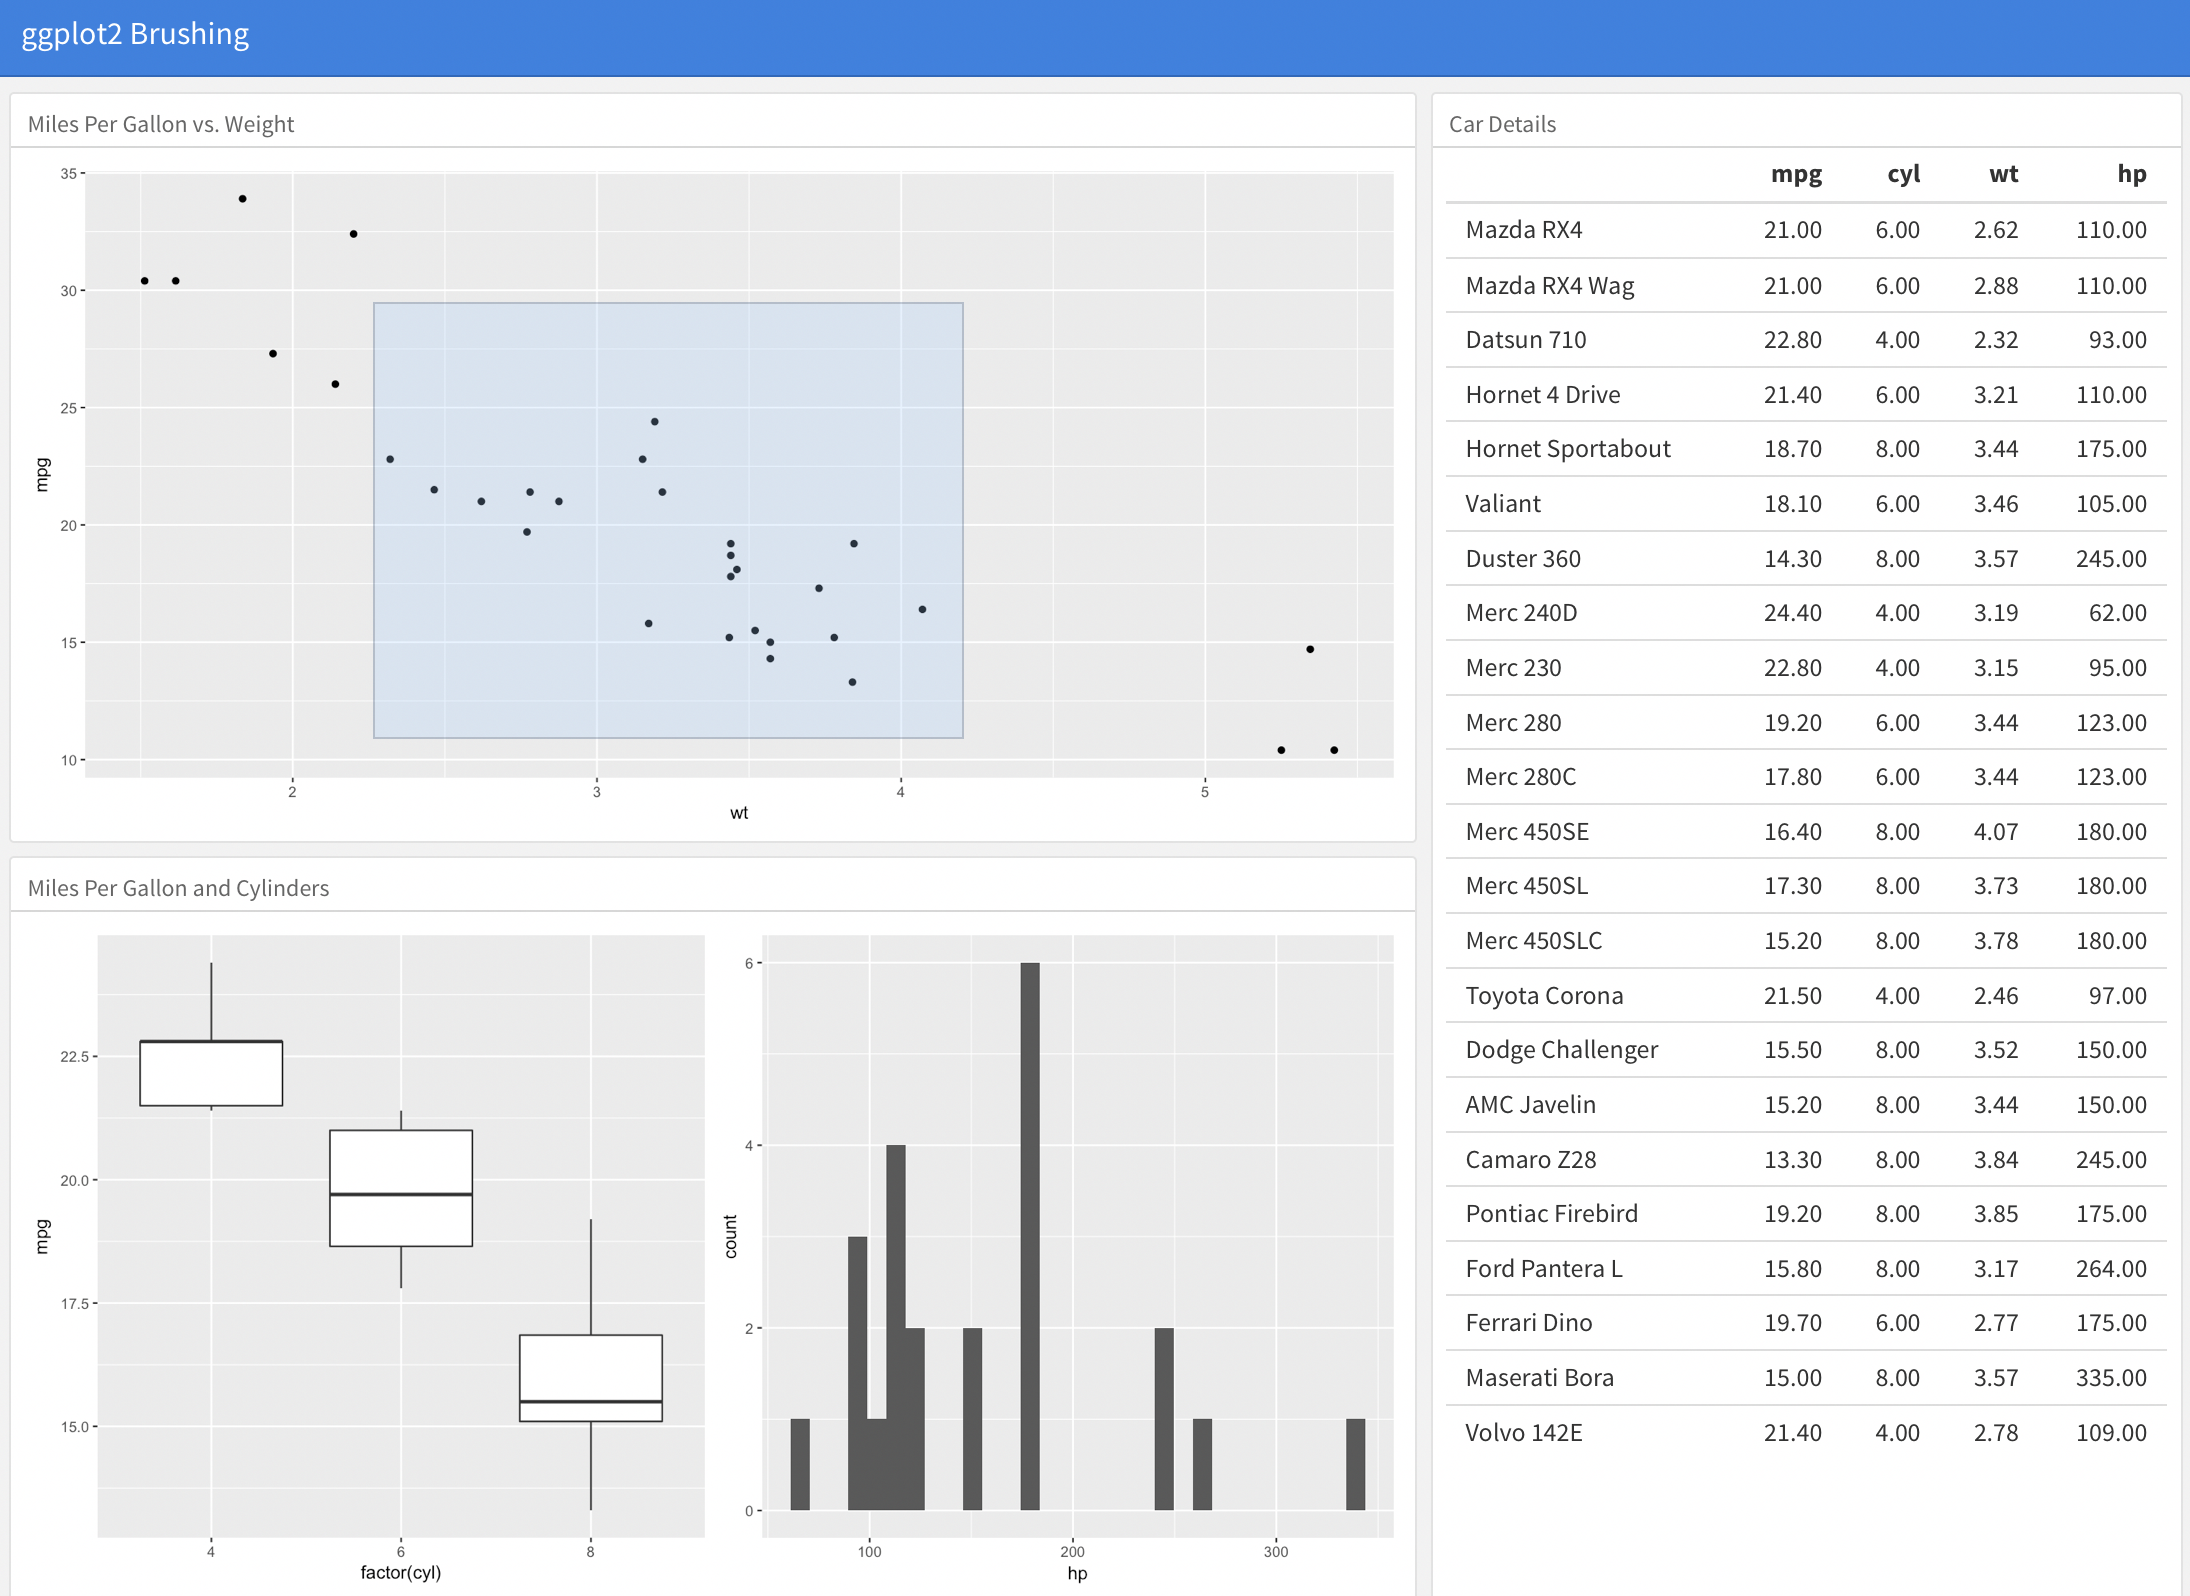 ggplot2 Brushing
Miles Per Gallon vs. Weight
35
30
25
20
15
10
mpg
2 3 4 5
wt
Miles Per Gallon and Cylinders
22.5
20.0
17.5
15.0
mpg
4 6 8
factor(cyl)
6
4
2
0
count
100 200 300
hp
Car Details
mpg cyl wt hp
Mazda RX4 21.00 6.00 2.62 110.00
Mazda RX4 Wag 21.00 6.00 2.88 110.00
Datsun 710 22.80 4.00 2.32 93.00
Hornet 4 Drive 21.40 6.00 3.21 110.00
Hornet Sportabout 18.70 8.00 3.44 175.00
Valiant 18.10 6.00 3.46 105.00
Duster 360 14.30 8.00 3.57 245.00
Merc 240D 24.40 4.00 3.19 62.00
Merc 230 22.80 4.00 3.15 95.00
Merc 280 19.20 6.00 3.44 123.00
Merc 280C 17.80 6.00 3.44 123.00
Merc 450SE 16.40 8.00 4.07 180.00
Merc 450SL 17.30 8.00 3.73 180.00
Merc 450SLC 15.20 8.00 3.78 180.00
Toyota Corona 21.50 4.00 2.46 97.00
Dodge Challenger 15.50 8.00 3.52 150.00
AMC Javelin 15.20 8.00 3.44 150.00
Camaro Z28 13.30 8.00 3.84 245.00
Pontiac Firebird 19.20 8.00 3.85 175.00
Ford Pantera L 15.80 8.00 3.17 264.00
Ferrari Dino 19.70 6.00 2.77 175.00
Maserati Bora 15.00 8.00 3.57 335.00
Volvo 142E 21.40 4.00 2.78 109.00